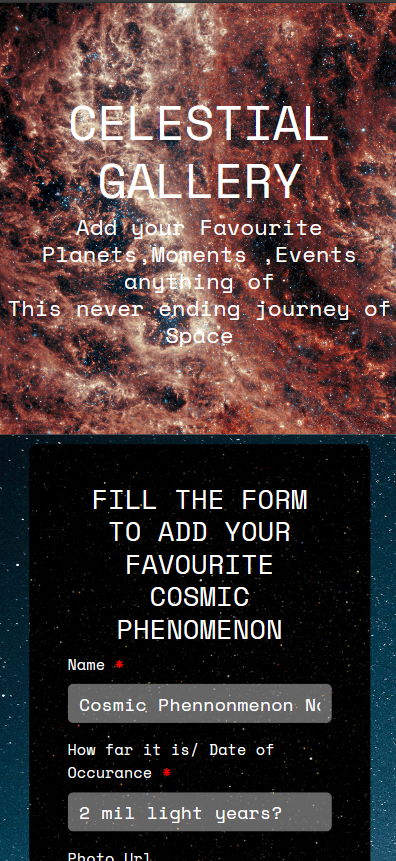 CELESTIAL
GALLERY
Add your Favourite
Planets,Moments ,Events
anything of
This never ending journey of
Space
FILL THE FORM
TO ADD YOUR
FAVOURITE
COSMIC
PHENOMENON
Name *
Cosmic Phennonmenon
How far it is/ Date of
Occurance *
2 mil light years?
Photo Url